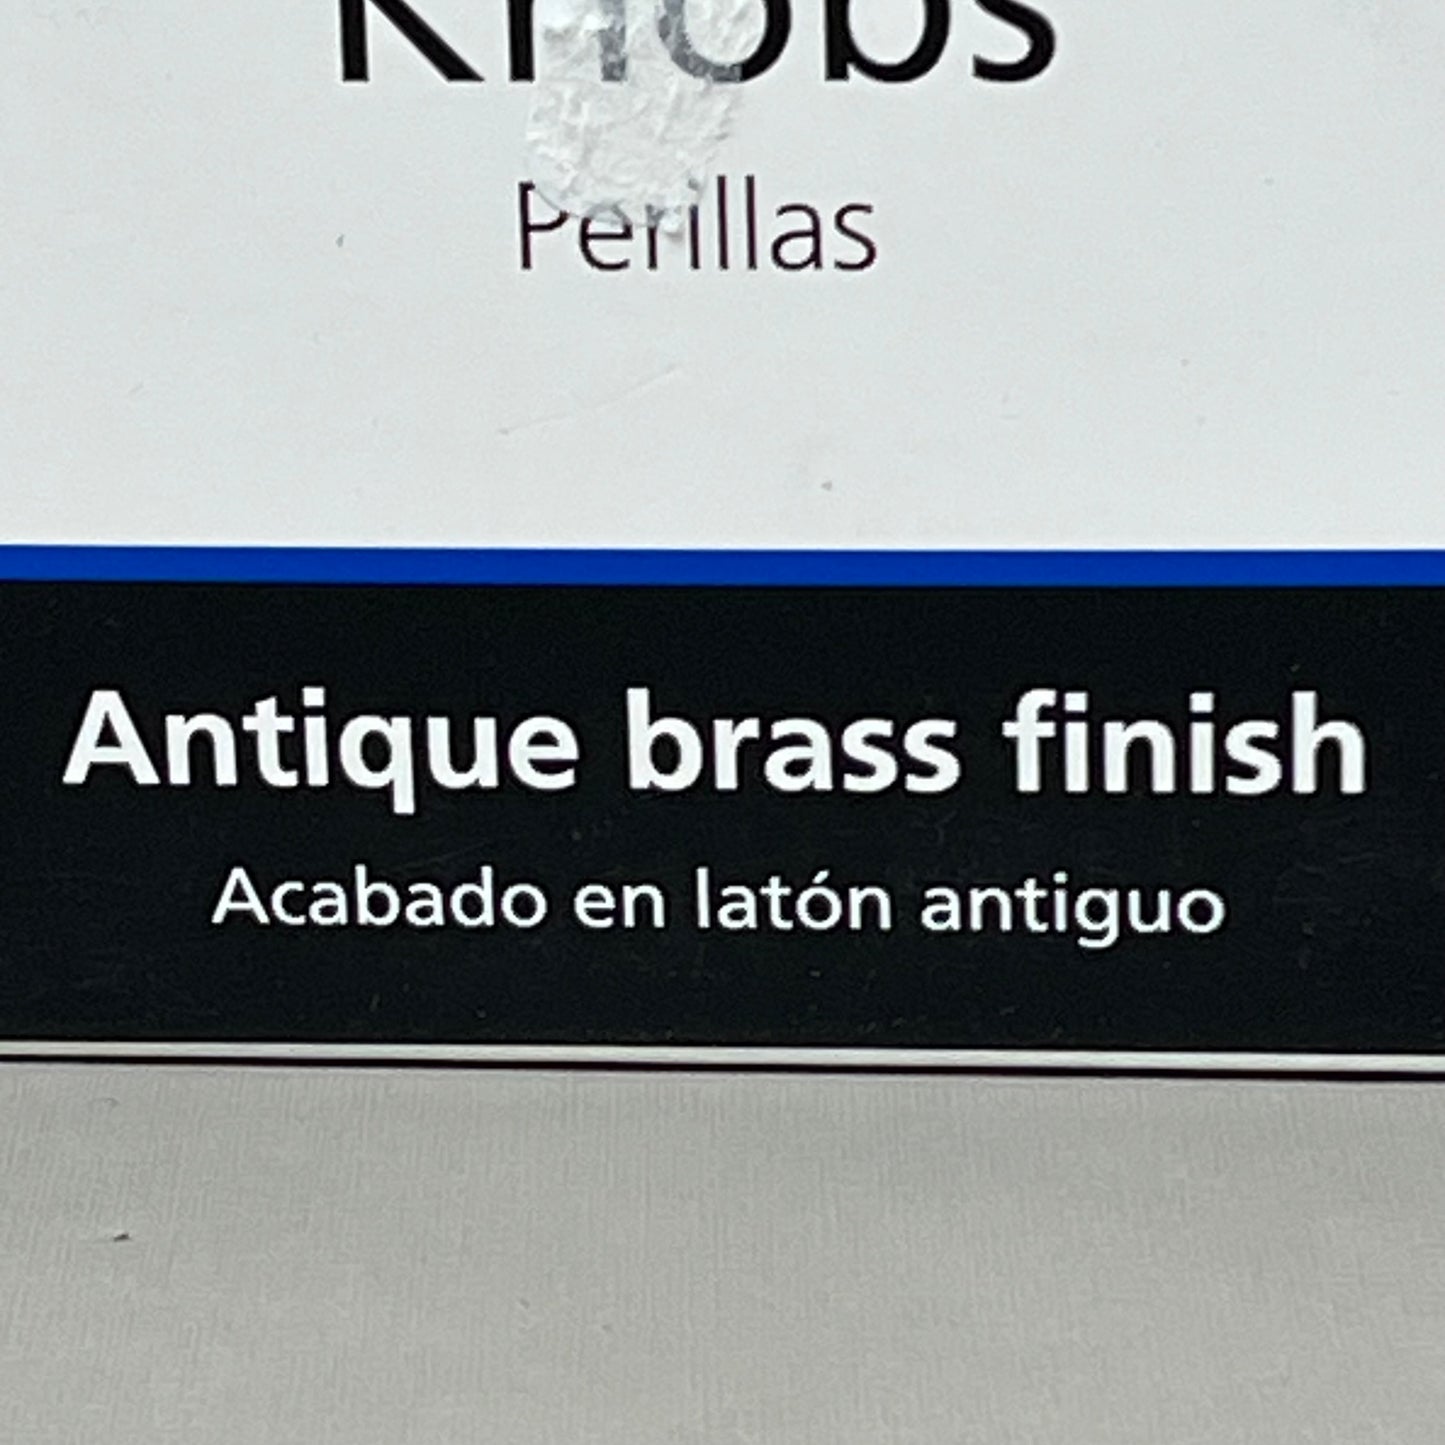 Knobs
Perillas
Antique brass finish
Acabado en latón antiguo